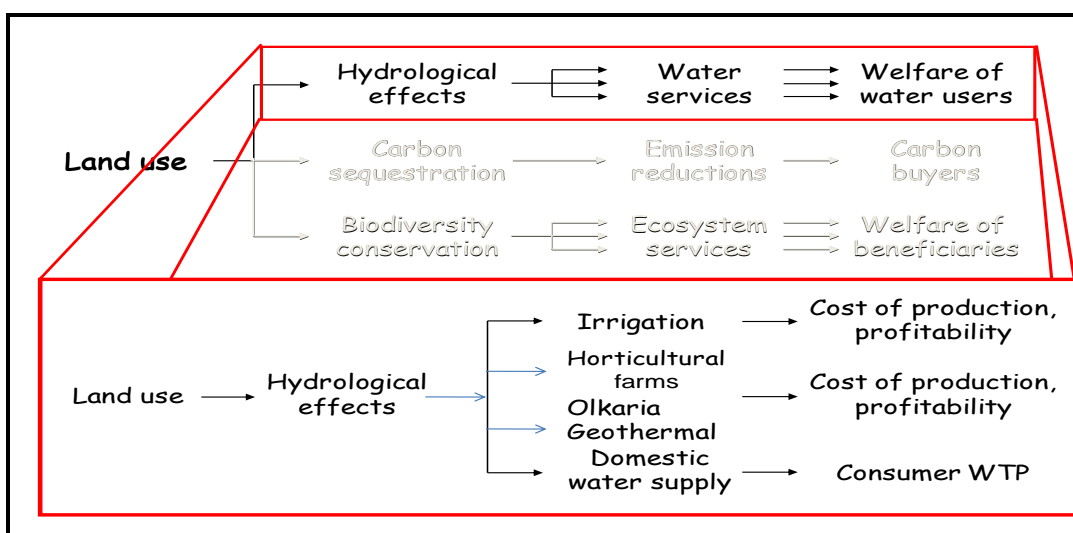 Hydrological
effects
Water
services
Welfare of
water users
Land use
Carbon
sequestration
Emission
reductions
Carbon
buyers
Biodiversity
conservation
Ecosystem
services
Welfare of
beneficiaries
Land use
Hydrological
effects
Irrigation
Cost of production,
profitability
Horticultural
farms
Olkaria
Geothermal
Cost of production,
profitability
Domestic
water supply
Consumer WTP